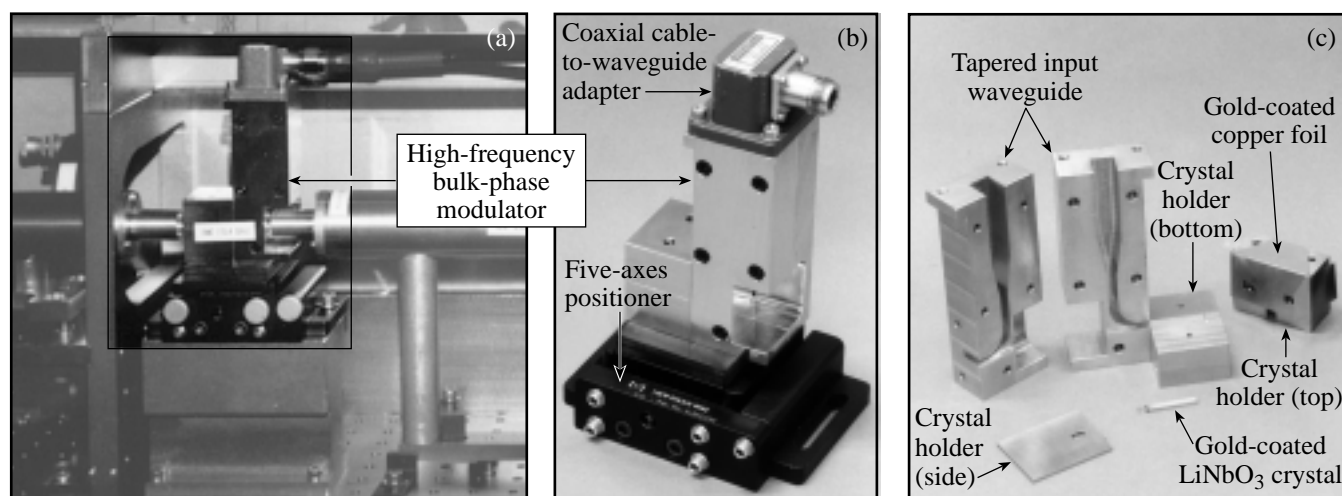 (a)
High-frequency
bulk-phase
modulator
(b)
Coaxial cable-
to-waveguide
adapter
Five-axes
positioner
(c)
Tapered input
waveguide
Gold-coated
copper foil
Crystal
holder
(bottom)
Crystal
holder (top)
Crystal
holder
(side)
Gold-coated
LiNbO3 crystal